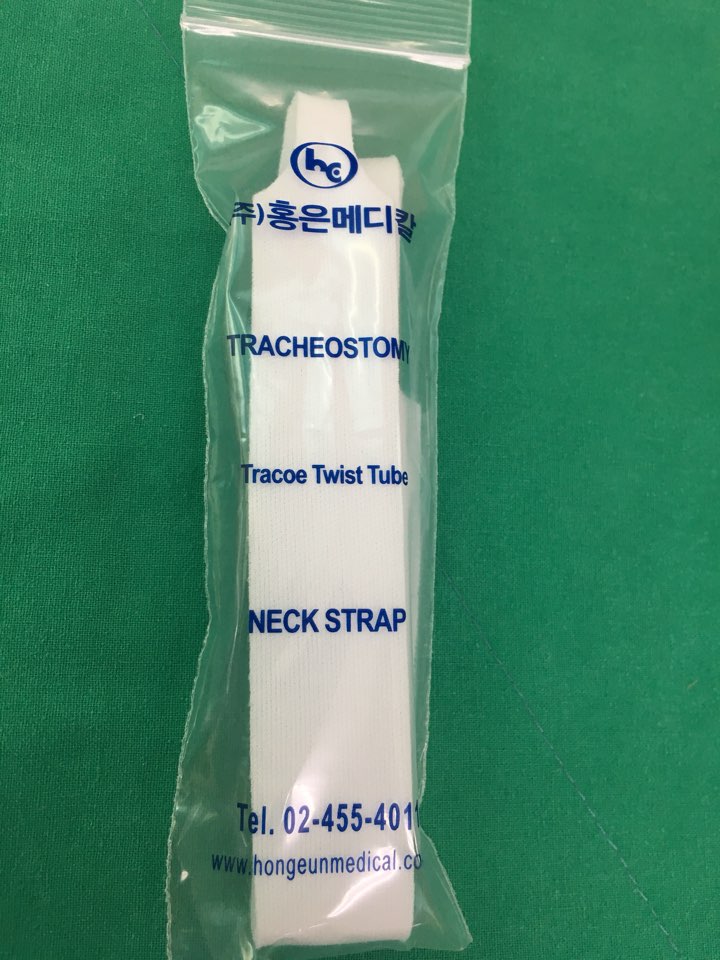 hc
주)홍은메디칼
TRACHEOSTOMY
Tracoe Twist Tube
NECK STRAP
Tel. 02-455-4011
www.hongeunmedical.co